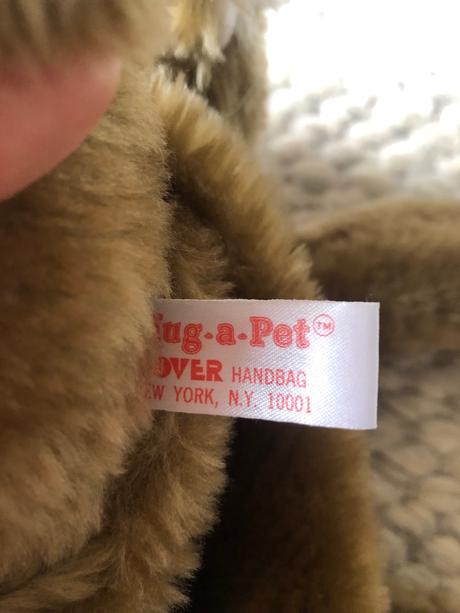 ug-a-Pet™
OVER HANDBAG
EW YORK, N.Y. 10001